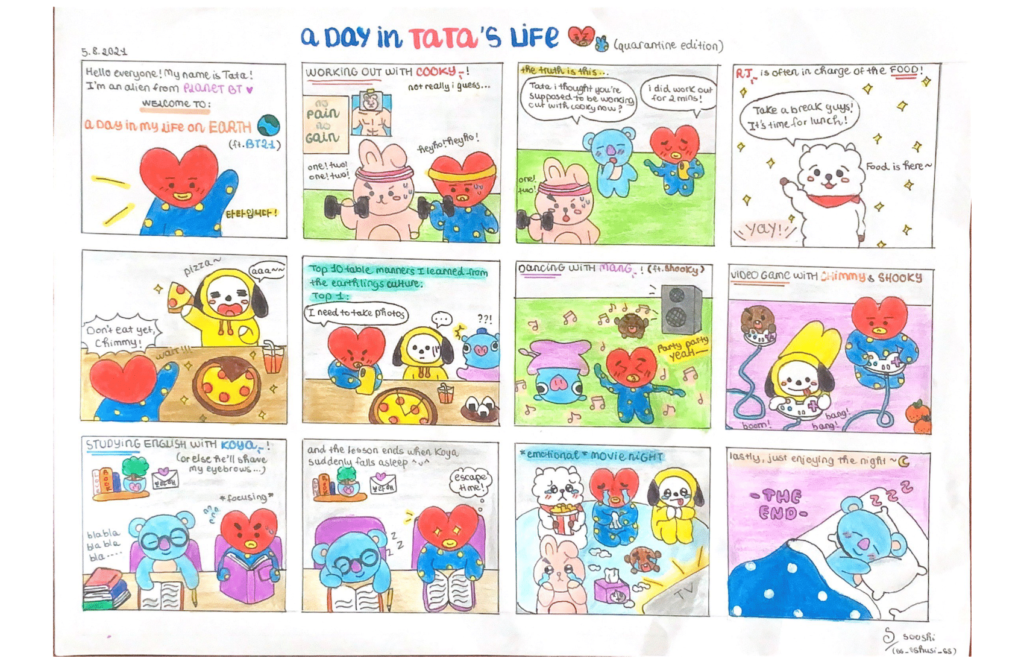 A DAY in TATA'S LIFE
(quarantine edition)
5.8.2021
Hello everyone! My name is Tata!
I'm an alien from PLANET BT ♥
WELCOME TO:
A DAY IN MY LIFE ON EARTH
(ft. BT21)
타타입니다!
WORKING OUT WITH COOKY!
not really i guess...
no
PAIN
no
GAIN
one! two!
one! two!
heyho! heyho!
the truth is this...
Tata i thought you're
supposed to be working
out with cooky now?
I did work out
for 2 mins!
one!
two!
RJ is often in charge of the FOOD!
Take a break guys!
It's time for lunch!
Food is here~
YAY!
pizza~
aaa~~
Don't eat yet,
Chimmy!
wait!!!
Top 10 table manners I learned from
the earthlings culture:
Top 1:
I need to take photos
...
??!
DANCING WITH MANG! (ft. Shooky)
Party party
YEAH~
VIDEO GAME WITH CHIMMY & SHOOKY
boom!
bang!
bang!
STUDYING ENGLISH WITH KOYA!
(or else he'll shave
my eyebrows...)
*focusing*
blabla
bla bla
bla....
and the lesson ends when Koya
suddenly falls asleep ^v^
escape
time!
z z z
*emotional* MOVIE NIGHT
TV
lastly, just enjoying the night ~
-THE
END-
z z z
sooshi